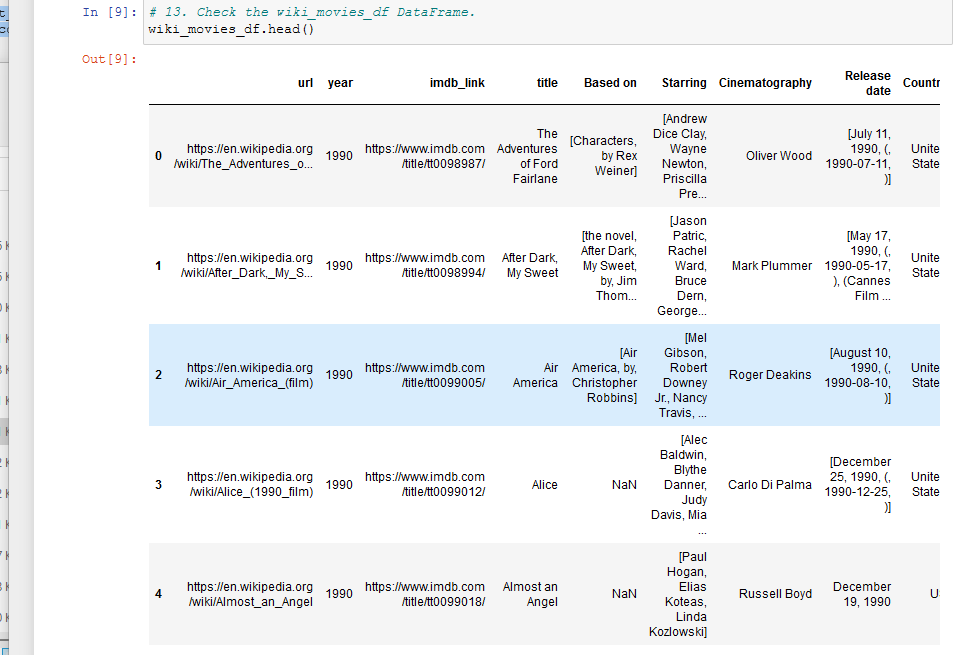 In [9]: # 13. Check the wiki_movies_df DataFrame.
wiki_movies_df.head()
Out[9]:
url year imdb_link title Based on Starring Cinematography Release date Countr
0 https://en.wikipedia.org/wiki/The_Adventures_o... 1990 https://www.imdb.com/title/tt0098987/ The Adventures of Ford Fairlane [Characters, by Rex Weiner] [Andrew Dice Clay, Wayne Newton, Priscilla Pre... Oliver Wood [July 11, 1990, (, 1990-07-11, )] Unite State
1 https://en.wikipedia.org/wiki/After_Dark,_My_S... 1990 https://www.imdb.com/title/tt0098994/ After Dark, My Sweet [the novel, After Dark, My Sweet, by, Jim Thom... [Jason Patric, Rachel Ward, Bruce Dern, George... Mark Plummer [May 17, 1990, (, 1990-05-17, ), (Cannes Film ... Unite State
2 https://en.wikipedia.org/wiki/Air_America_(film) 1990 https://www.imdb.com/title/tt0099005/ Air America [Air America, by, Christopher Robbins] [Mel Gibson, Robert Downey Jr., Nancy Travis, ... Roger Deakins [August 10, 1990, (, 1990-08-10, )] Unite State
3 https://en.wikipedia.org/wiki/Alice_(1990_film) 1990 https://www.imdb.com/title/tt0099012/ Alice NaN [Alec Baldwin, Blythe Danner, Judy Davis, Mia ... Carlo Di Palma [December 25, 1990, (, 1990-12-25, )] Unite State
4 https://en.wikipedia.org/wiki/Almost_an_Angel 1990 https://www.imdb.com/title/tt0099018/ Almost an Angel NaN [Paul Hogan, Elias Koteas, Linda Kozlowski] Russell Boyd December 19, 1990 U